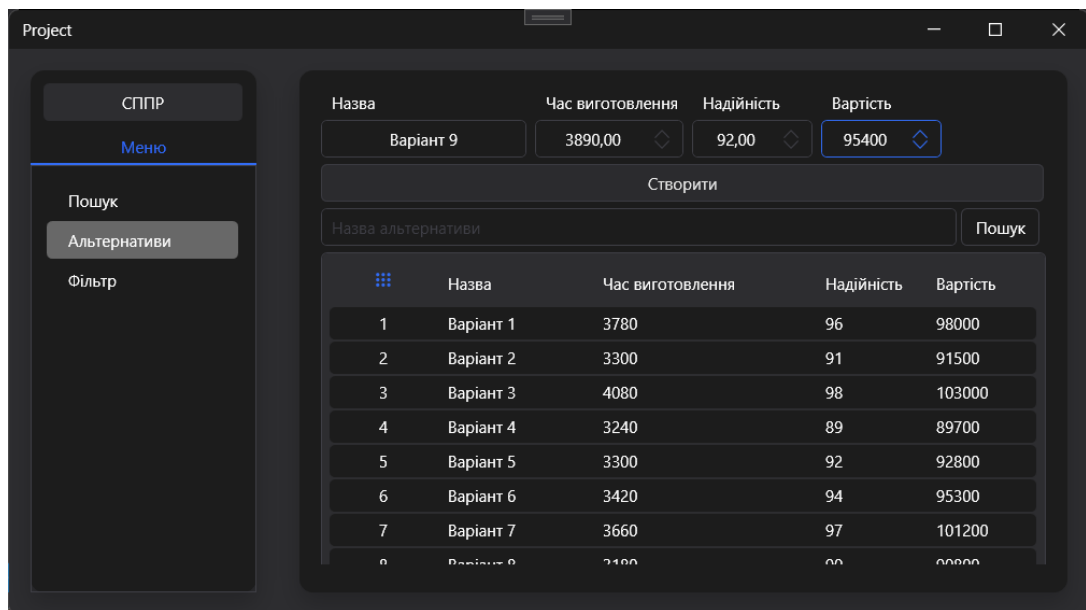 Project
СППР
Меню
Пошук
Альтернативи
Фільтр
Назва Час виготовлення Надійність Вартість
Варіант 9 3890,00 92,00 95400
Створити
Назва альтернативи Пошук
Назва Час виготовлення Надійність Вартість
1 Варіант 1 3780 96 98000
2 Варіант 2 3300 91 91500
3 Варіант 3 4080 98 103000
4 Варіант 4 3240 89 89700
5 Варіант 5 3300 92 92800
6 Варіант 6 3420 94 95300
7 Варіант 7 3660 97 101200